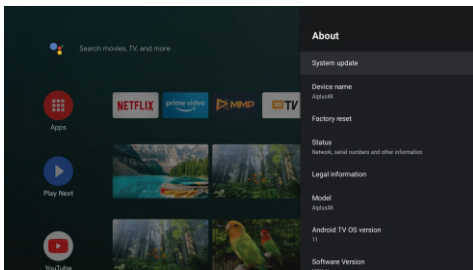 Search movies, TV, and more
Apps
NETFLIX
prime video
MMP
TV
Play Next
YouTube
About
System update
Device name
Aiplus4K
Factory reset
Status
Network, serial numbers and other information
Legal information
Model
Aiplus4K
Android TV OS version
11
Software Version